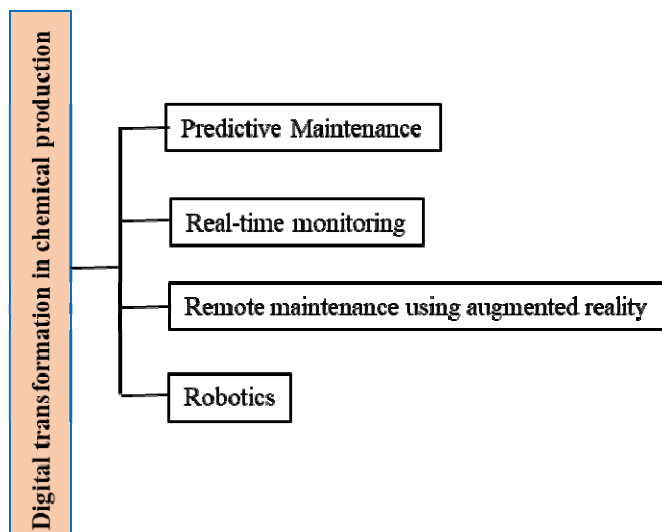 Digital transformation in chemical production
Predictive Maintenance
Real-time monitoring
Remote maintenance using augmented reality
Robotics